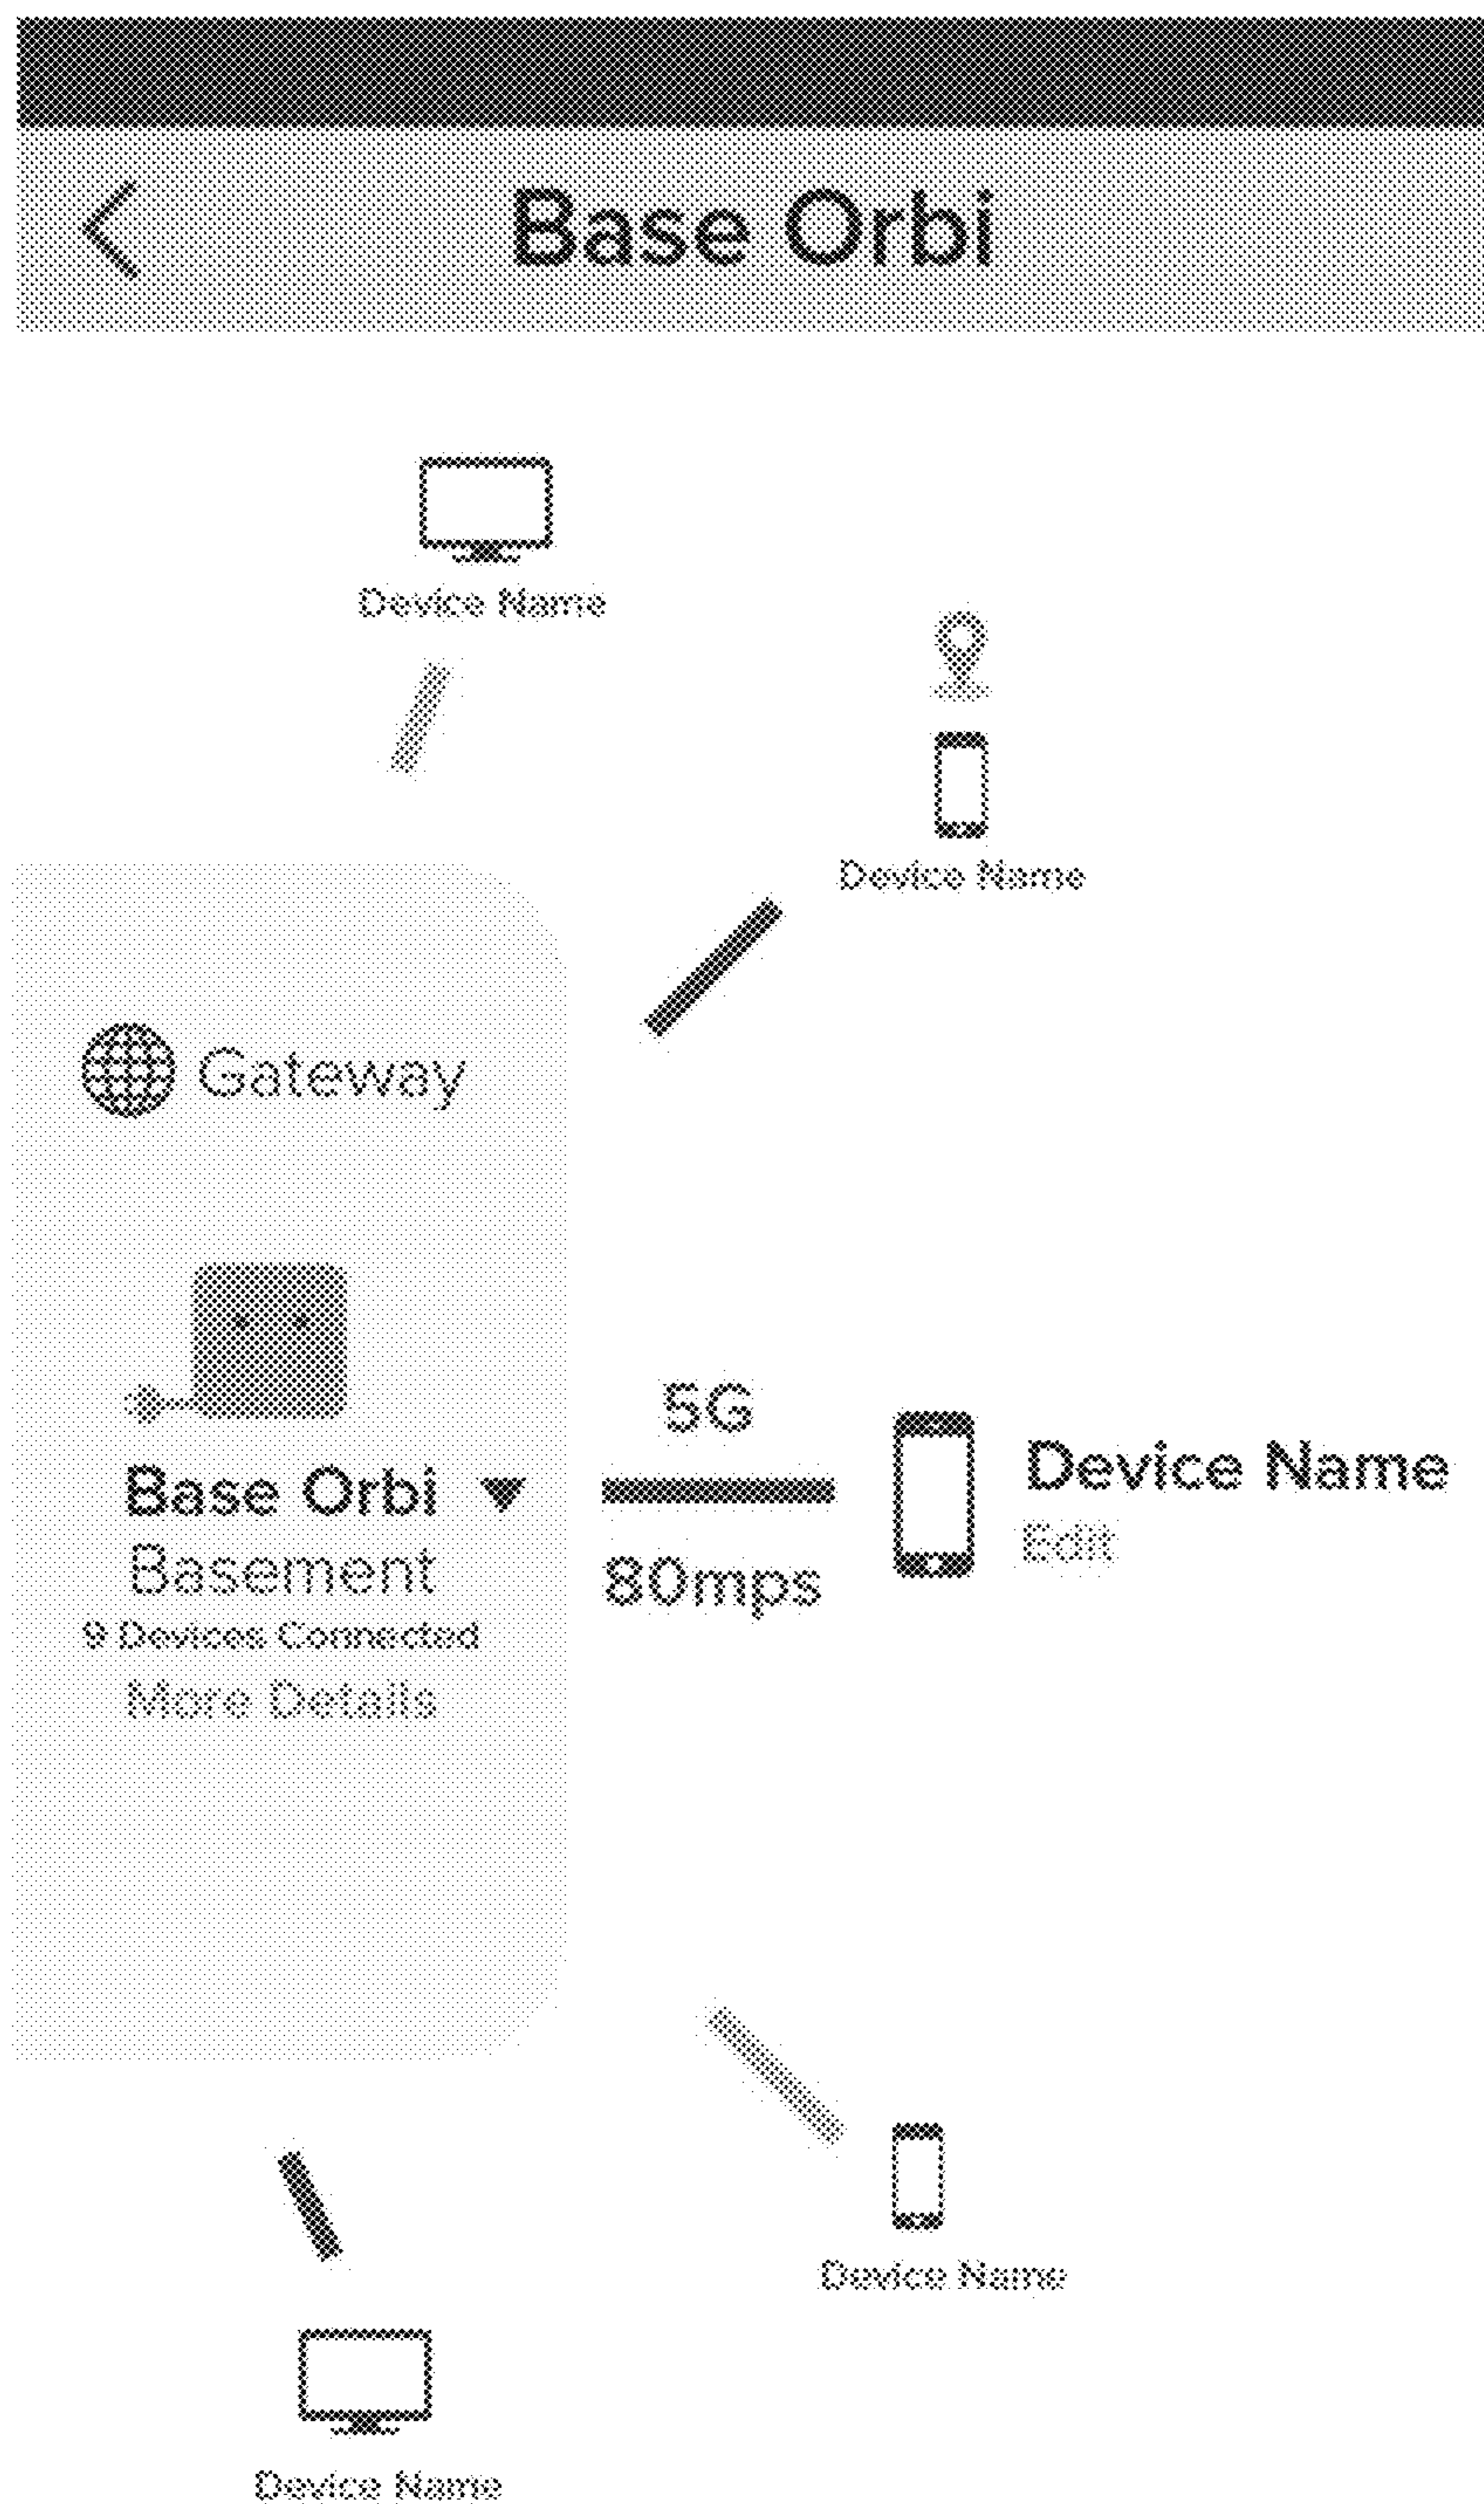 Base Orbi
Device Name
Device Name
Gateway
5G
Base Orbi
Device Name
Edit
Basement
80mps
9 Devices Connected
More Details
Device Name
Device Name